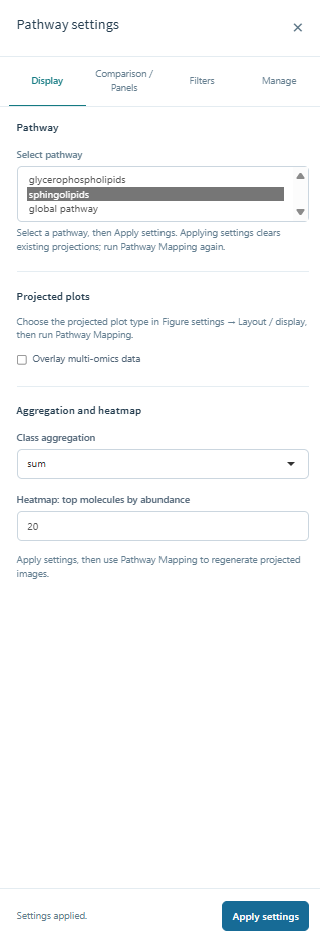 Pathway settings
×
Display
Comparison /
Panels
Filters
Manage
Pathway
Select pathway
glycerophospholipids
sphingolipids
global pathway
Select a pathway, then Apply settings. Applying settings clears
existing projections; run Pathway Mapping again.
Projected plots
Choose the projected plot type in Figure settings → Layout / display,
then run Pathway Mapping.
Overlay multi-omics data
Aggregation and heatmap
Class aggregation
sum
Heatmap: top molecules by abundance
20
Apply settings, then use Pathway Mapping to regenerate projected
images.
Settings applied.
Apply settings